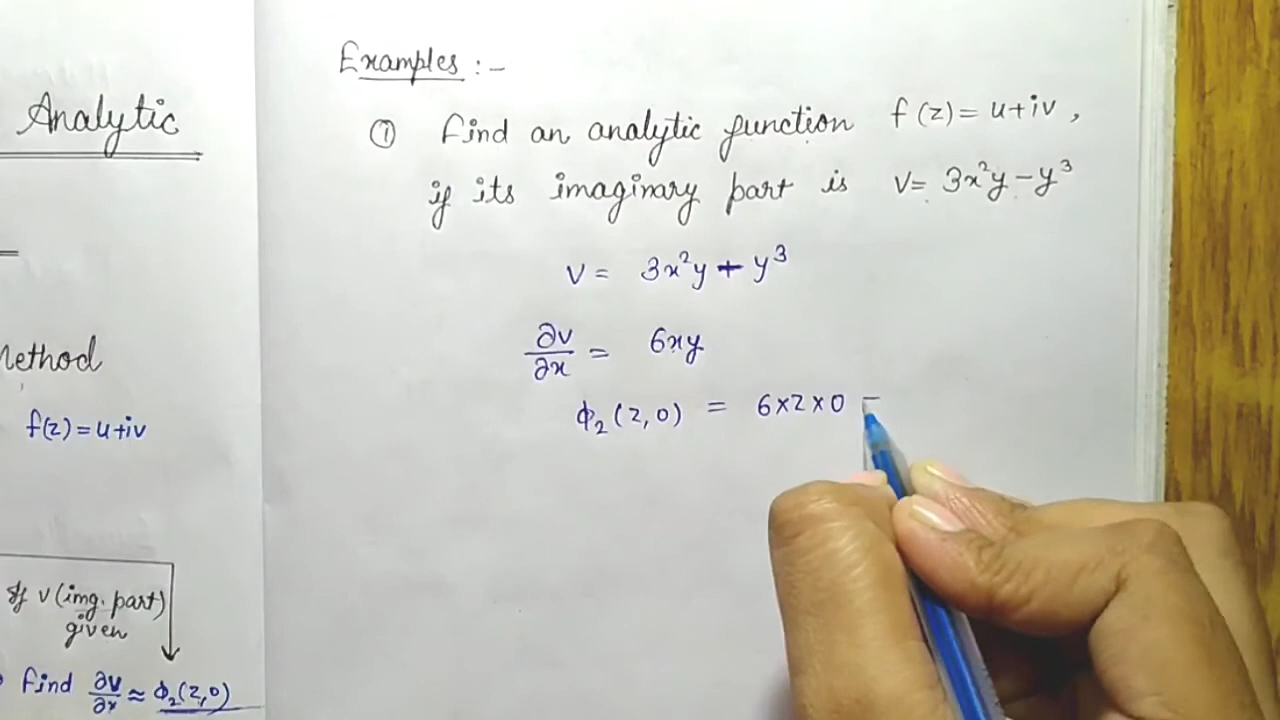 Analytic
Method
f(z) = u+iv
If v (img. part)
given
find ∂v/∂x ≈ ϕ₂(z,0)
Examples :-
① Find an analytic function f(z) = u+iv ,
if its imaginary part is v= 3x²y - y³
v = 3x²y - y³
∂v/∂x = 6xy
ϕ₂(z,0) = 6×z×0 =